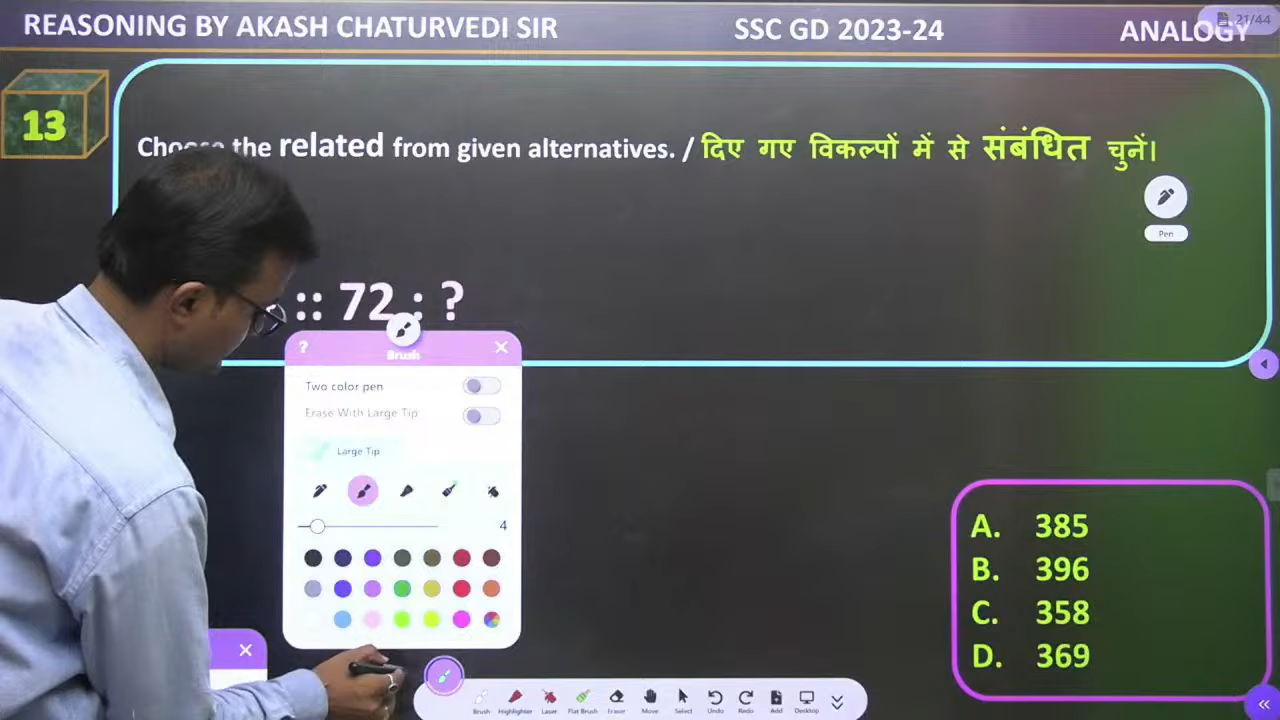 REASONING BY AKASH CHATURVEDI SIR SSC GD 2023-24 ANALOGY
21/44
13
Choose the related from given alternatives. / दिए गए विकल्पों में से संबंधित चुनें।
Pen
:: 72 : ?
?
Brush
Two color pen
Erase With Large Tip
Large Tip
4
A. 385
B. 396
C. 358
D. 369
Brush Highlighter Laser Flat Brush Eraser Move Select Undo Redo Add Desktop